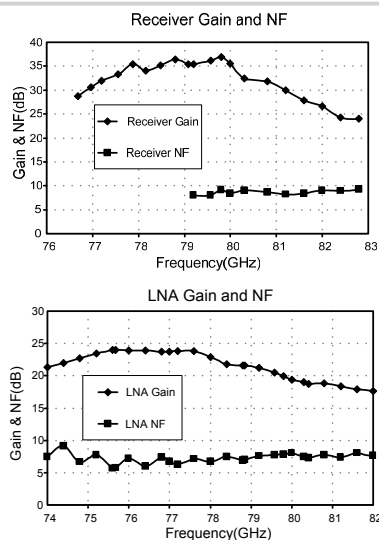 Receiver Gain and NF
Gain & NF(dB)
40
35
30
25
20
15
10
5
0
Receiver Gain
Receiver NF
76 77 78 79 80 81 82 83
Frequency(GHz)
LNA Gain and NF
Gain & NF(dB)
30
25
20
15
10
5
0
LNA Gain
LNA NF
74 75 76 77 78 79 80 81 82
Frequency(GHz)